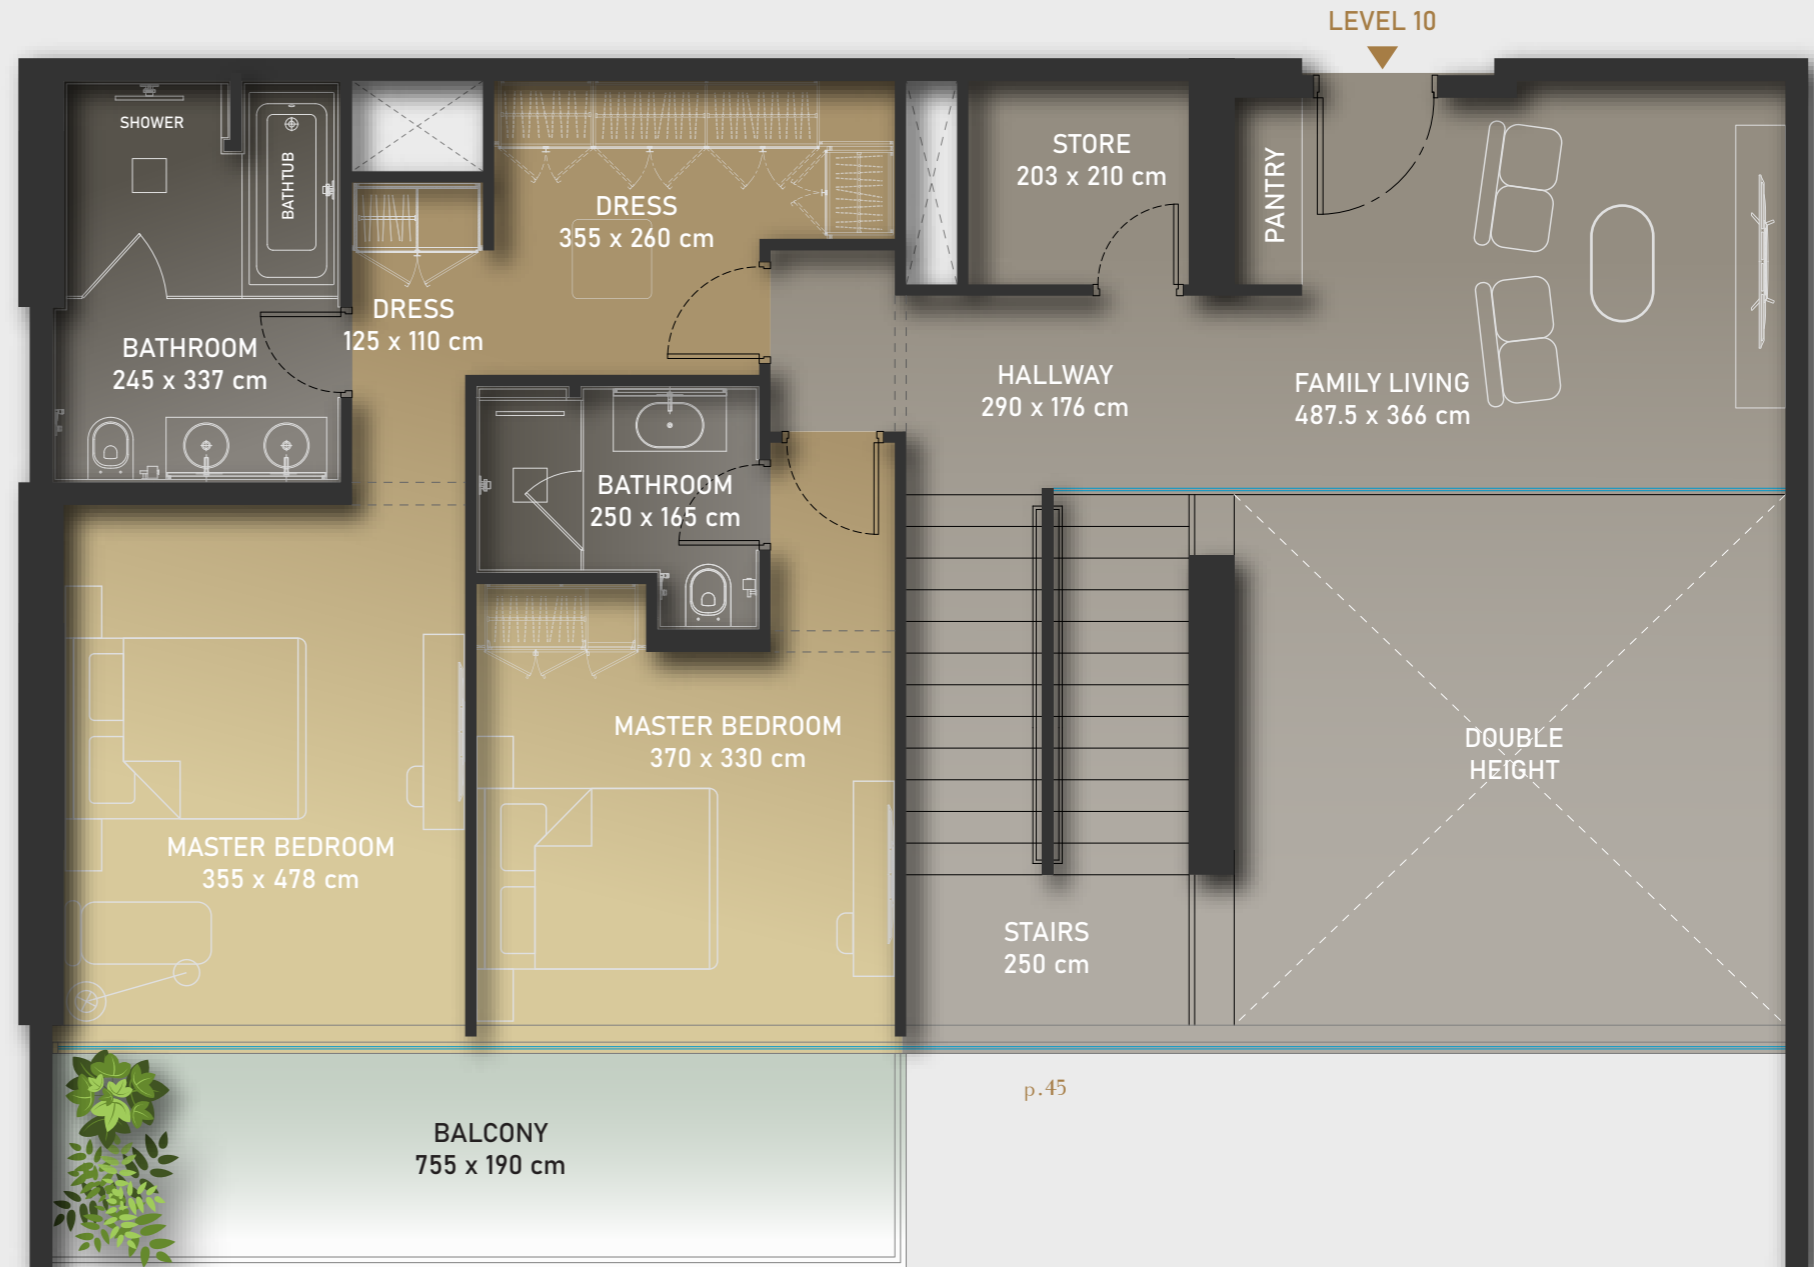 LEVEL 10
SHOWER
BATHTUB
DRESS
355 x 260 cm
STORE
203 x 210 cm
PANTRY
DRESS
125 x 110 cm
BATHROOM
245 x 337 cm
HALLWAY
290 x 176 cm
FAMILY LIVING
487.5 x 366 cm
BATHROOM
250 x 165 cm
MASTER BEDROOM
370 x 330 cm
DOUBLE
HEIGHT
MASTER BEDROOM
355 x 478 cm
STAIRS
250 cm
p.45
BALCONY
755 x 190 cm